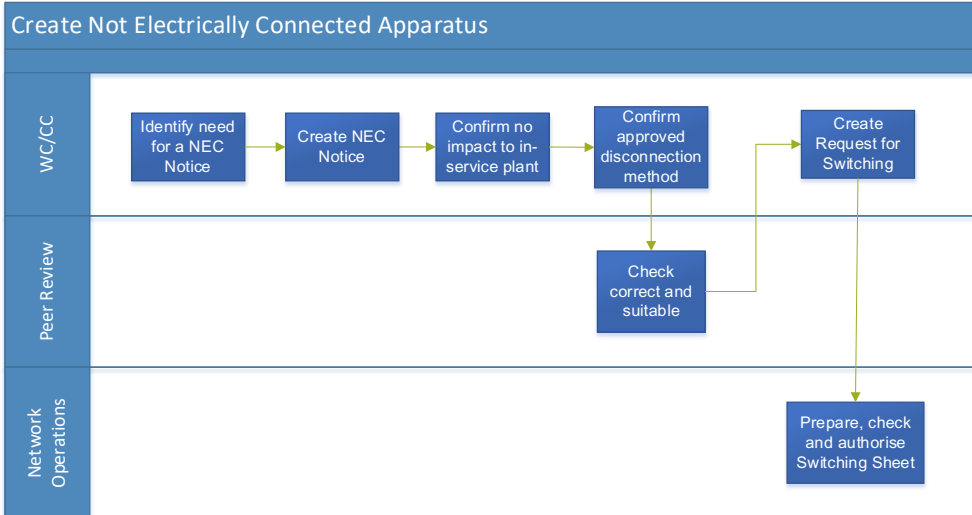 Create Not Electrically Connected Apparatus
WC/CC
Identify need
for a NEC
Notice
Create NEC
Notice
Confirm no
impact to in-
service plant
Confirm
approved
disconnection
method
Create
Request for
Switching
Peer Review
Check
correct and
suitable
Network
Operations
Prepare, check
and authorise
Switching Sheet